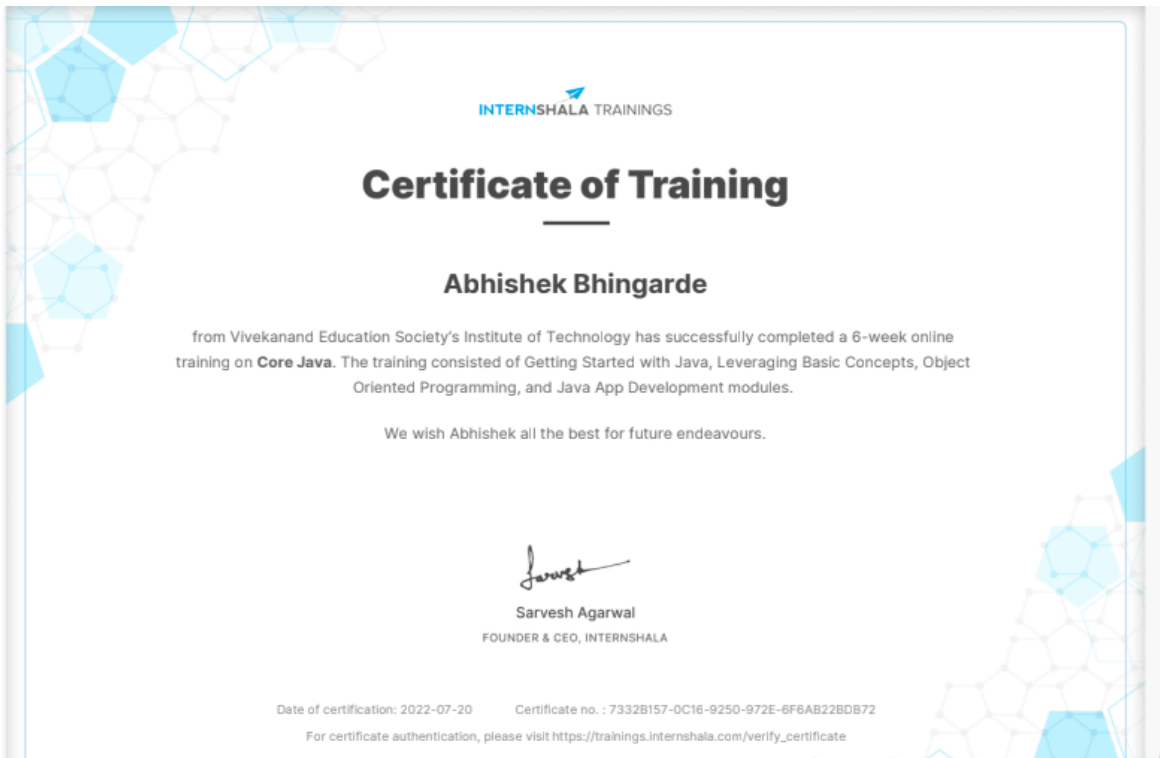 INTERNSHALA TRAININGS
Certificate of Training
Abhishek Bhingarde
from Vivekanand Education Society's Institute of Technology has successfully completed a 6-week online
training on Core Java. The training consisted of Getting Started with Java, Leveraging Basic Concepts, Object
Oriented Programming, and Java App Development modules.
We wish Abhishek all the best for future endeavours.
Sarvesh
Sarvesh Agarwal
FOUNDER & CEO, INTERNSHALA
Date of certification: 2022-07-20 Certificate no. : 7332B157-0C16-9250-972E-6F6AB22BDB72
For certificate authentication, please visit https://trainings.internshala.com/verify_certificate